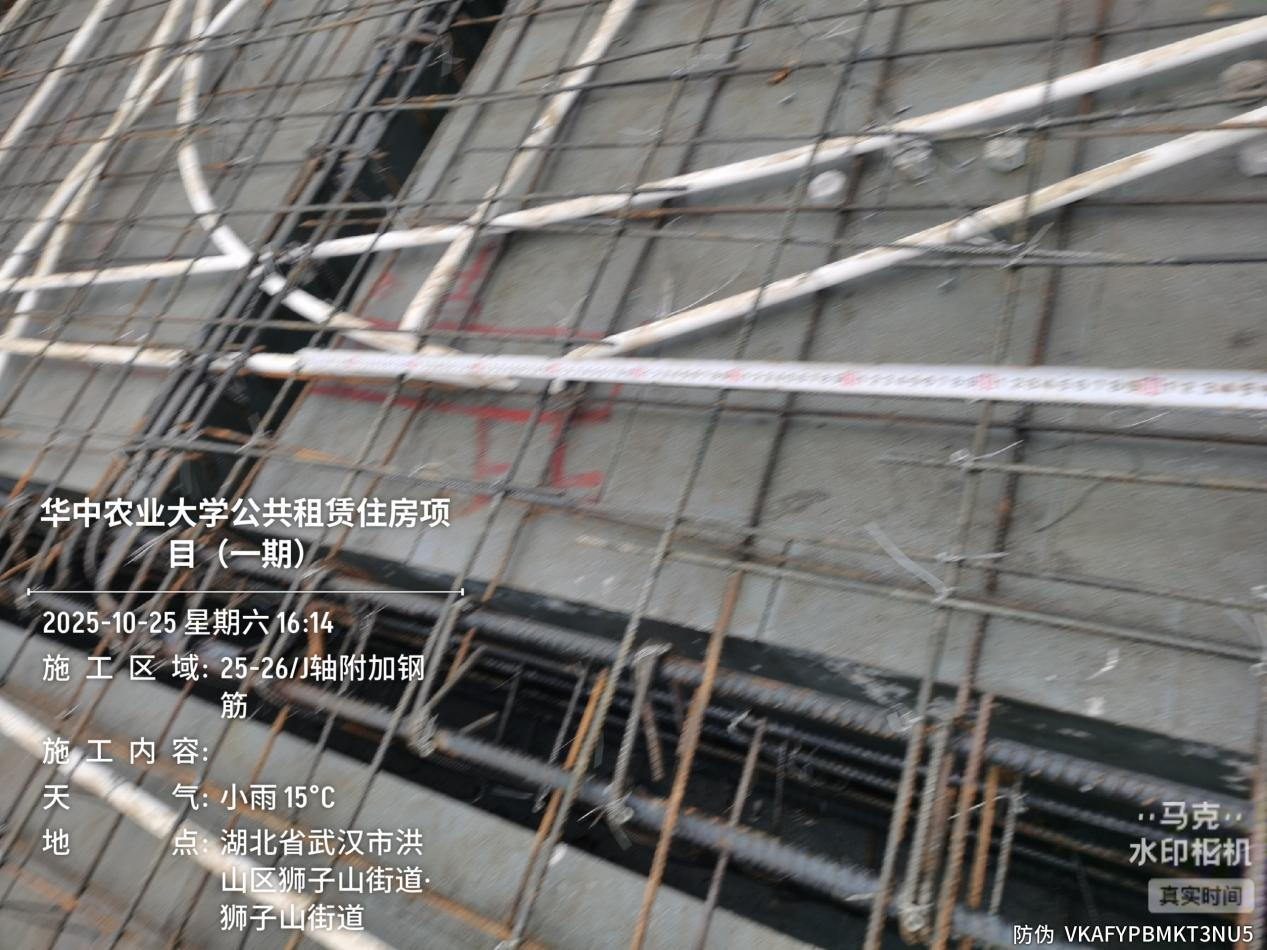 华中农业大学公共租赁住房项
目（一期）
2025-10-25 星期六 16:14
施工区域: 25-26/J轴附加钢
筋
施工内容:
天气: 小雨 15°C
地点: 湖北省武汉市洪
山区狮子山街道·
狮子山街道
马克
水印相机
真实时间
防伪 VKAFYPBMKT3NU5